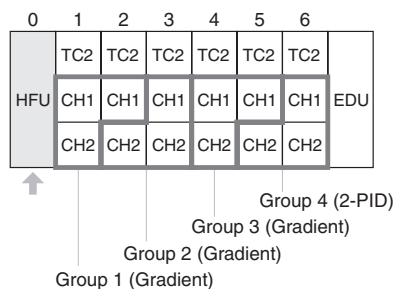 0 1 2 3 4 5 6
TC2 TC2 TC2 TC2 TC2 TC2
HFU CH1 CH1 CH1 CH1 CH1 CH1 EDU
CH2 CH2 CH2 CH2 CH2 CH2
Group 4 (2-PID)
Group 3 (Gradient)
Group 2 (Gradient)
Group 1 (Gradient)